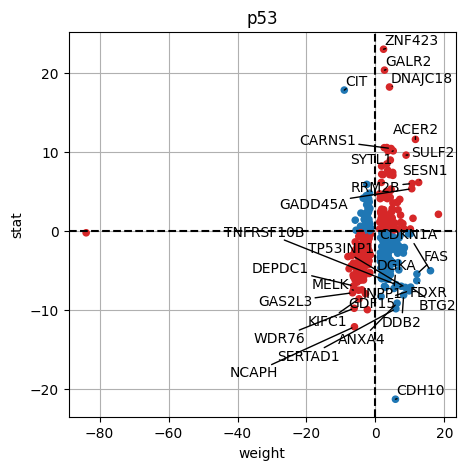 p53
ZNF423
GALR2
CIT
DNAJC18
ACER2
CARNS1
SULF2
SYTL1
SESN1
RRM2B
GADD45A
TNFRSF10B
CDKN1A
TP53INP1
DEPDC1
DGKA
FAS
MELK
INPP1
FDXR
GAS2L3
GDF15
BTG2
KIFC1
DDB2
WDR76
ANXA4
SERTAD1
NCAPH
CDH10
stat
20
10
0
−10
−20
−80
−60
−40
−20
0
20
weight